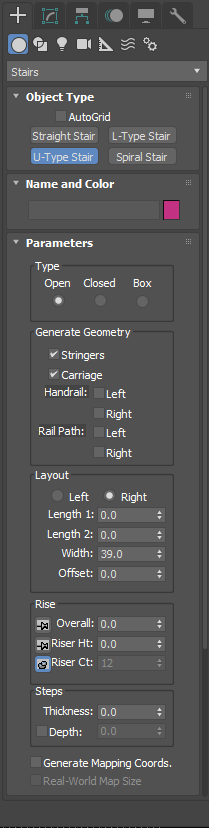 Stairs
Object Type
AutoGrid
Straight Stair L-Type Stair
U-Type Stair Spiral Stair
Name and Color
Parameters
Type
Open Closed Box
Generate Geometry
Stringers
Carriage
Handrail: Left
Right
Rail Path: Left
Right
Layout
Left Right
Length 1: 0.0
Length 2: 0.0
Width: 39.0
Offset: 0.0
Rise
Overall: 0.0
Riser Ht: 0.0
Riser Ct: 12
Steps
Thickness: 0.0
Depth: 0.0
Generate Mapping Coords.
Real-World Map Size